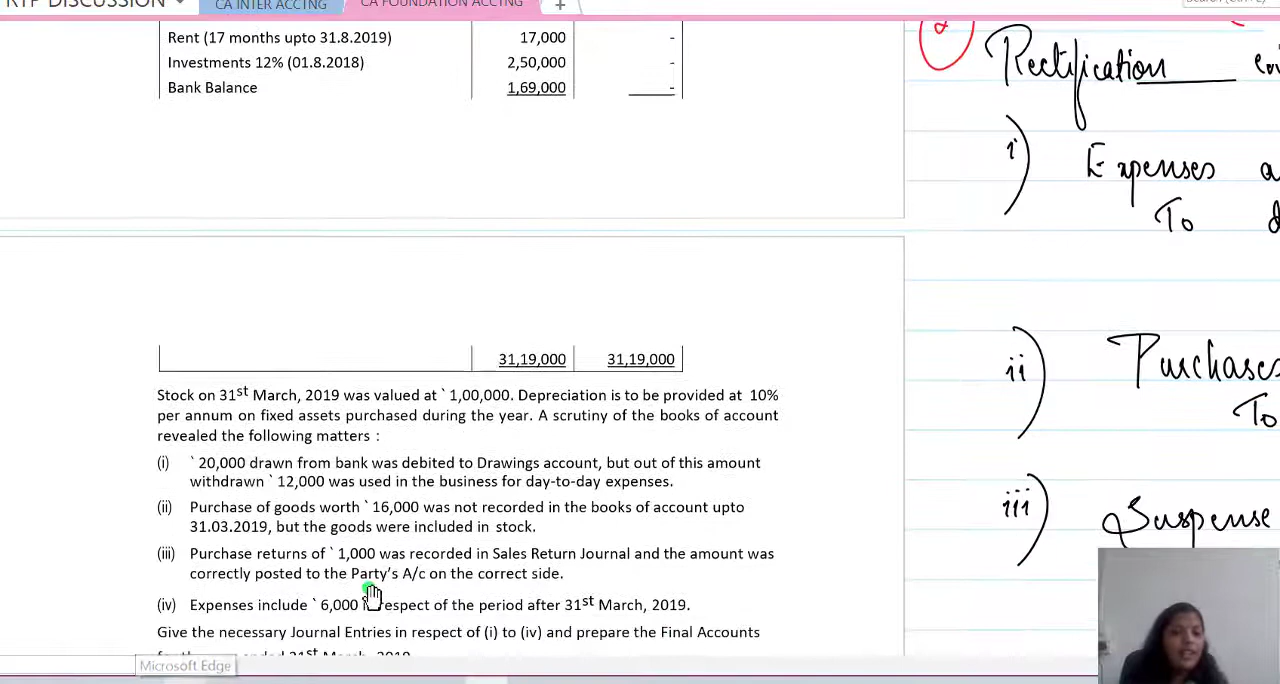 RTP DISCUSSION
CA INTER ACCTNG
CA FOUNDATION ACCTNG
+
Rent (17 months upto 31.8.2019) 17,000 -
Investments 12% (01.8.2018) 2,50,000 -
Bank Balance 1,69,000 -
31,19,000 31,19,000
Stock on 31st March, 2019 was valued at ` 1,00,000. Depreciation is to be provided at 10%
per annum on fixed assets purchased during the year. A scrutiny of the books of account
revealed the following matters :
(i) ` 20,000 drawn from bank was debited to Drawings account, but out of this amount
withdrawn ` 12,000 was used in the business for day-to-day expenses.
(ii) Purchase of goods worth ` 16,000 was not recorded in the books of account upto
31.03.2019, but the goods were included in stock.
(iii) Purchase returns of ` 1,000 was recorded in Sales Return Journal and the amount was
correctly posted to the Party's A/c on the correct side.
(iv) Expenses include ` 6,000 respect of the period after 31st March, 2019.
Give the necessary Journal Entries in respect of (i) to (iv) and prepare the Final Accounts
31st March, 2019
Microsoft Edge
Rectification
i) Expenses a
To
ii) Purchases
To
iii) Suspense